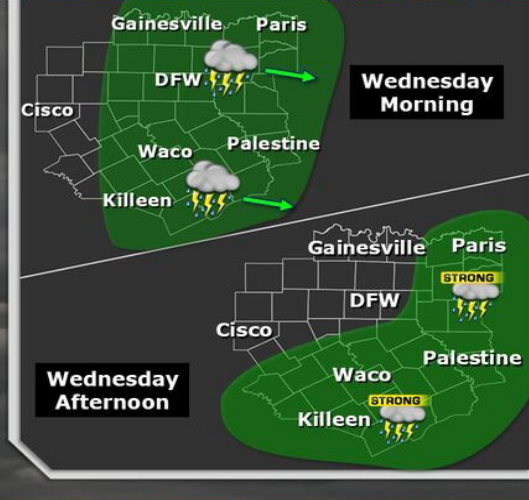 Gainesville
Paris
DFW
Wednesday
Morning
Cisco
Waco
Palestine
Killeen
Gainesville
Paris
STRONG
DFW
Cisco
Palestine
Wednesday
Afternoon
Waco
STRONG
Killeen